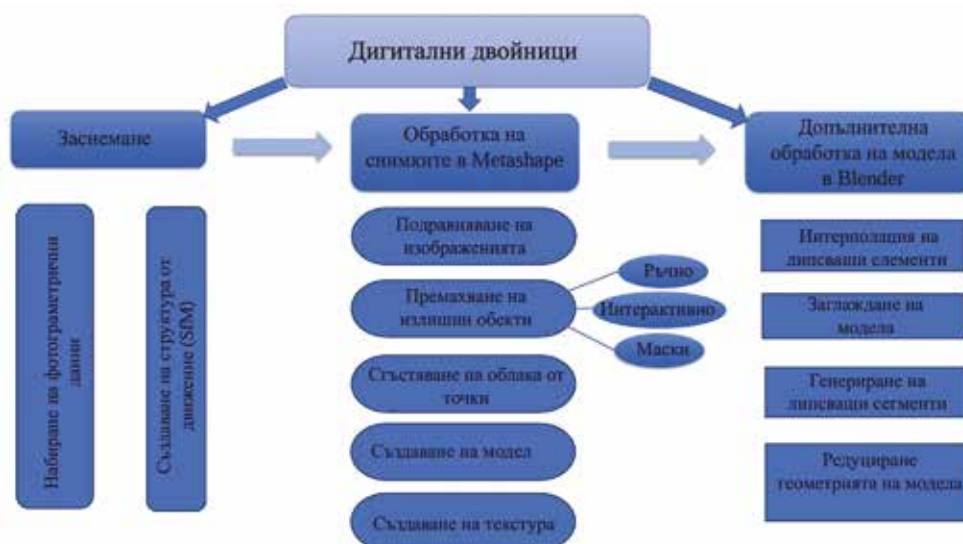 Дигитални двойници
Заснемане
Обработка на
снимките в Metashape
Допълнителна
обработка на модела
в Blender
Набиране на фотограметрични
данни
Създаване на структура от
движение (SfM)
Подравняване на
изображенията
Премахване на
излишни обекти
Ръчно
Интерактивно
Маски
Сгъстяване на облака от
точки
Създаване на модел
Създаване на текстура
Интерполация на
липсващи елементи
Заглаждане на
модела
Генериране на
липсващи сегменти
Редуциране
геометрията на модела